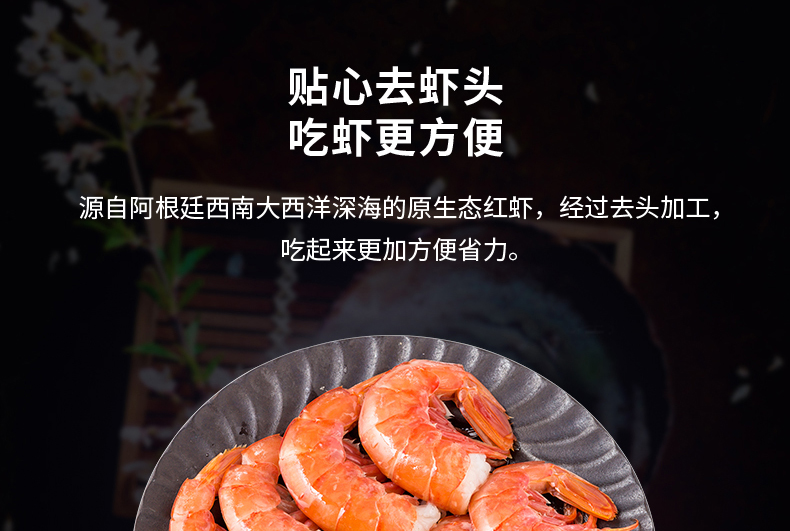 贴心去虾头
吃虾更方便
源自阿根廷西南大西洋深海的原生态红虾，经过去头加工，
吃起来更加方便省力。